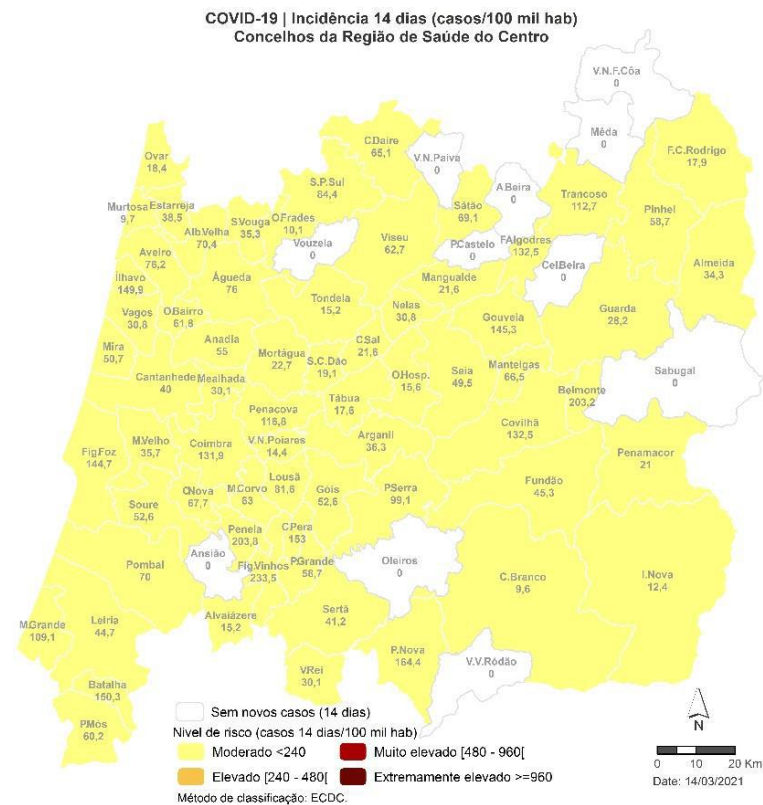 COVID-19 | Incidência 14 dias (casos/100 mil hab)
Concelhos da Região de Saúde do Centro
V.N.F.Côa
0
Mêda
0
F.C.Rodrigo
17,9
C.Daire
65,1
V.N.Paiva
0
Ovar
18,4
S.P.Sul
84,4
A.Beira
0
Trancoso
112,7
Pinhel
58,7
Murtosa
9,7
Estarreja
38,5
S.Vouga
35,3
O.Frades
10,1
Sátão
69,1
Alb.Velha
70,4
Vouzela
0
Viseu
62,7
P.Castelo
0
F.Algodres
132,5
Almeida
34,3
Aveiro
76,2
Cel.Beira
0
Ílhavo
149,9
Águeda
76
Mangualde
21,6
Tondela
15,2
Nelas
30,8
Gouveia
145,3
Guarda
28,2
Vagos
30,8
O.Bairro
61,8
Anadia
55
Mira
50,7
Mortágua
22,7
S.C.Dão
19,1
C.Sal
21,6
O.Hosp.
15,6
Seia
49,5
Manteigas
66,5
Sabugal
0
Cantanhede
40
Mealhada
30,1
Belmonte
203,2
Tábua
17,6
Penacova
116,8
Covilhã
132,5
M.Velho
35,7
Coimbra
131,9
V.N.Poiares
14,4
Arganil
36,3
Fig.Foz
144,7
Penamacor
21
Fundão
45,3
Lousã
81,6
Góis
52,6
P.Serra
99,1
C.Nova
67,7
M.Corvo
63
Soure
52,6
Penela
203,8
C.Pera
153
Ansião
0
Pombal
70
Fig.Vinhos
233,5
P.Grande
58,7
Oleiros
0
C.Branco
9,6
I.Nova
12,4
M.Grande
109,1
Leiria
44,7
Alvaiázere
15,2
Sertã
41,2
P.Nova
164,4
V.V.Ródão
0
V.Rei
30,1
Batalha
150,3
P.Mós
60,2
Sem novos casos (14 dias)
Nivel de risco (casos 14 dias/100 mil hab)
Moderado <240
Muito elevado [480 - 960[
Elevado [240 - 480[
Extremamente elevado >=960
Método de classificação: ECDC.
N
0 10 20 Km
Date: 14/03/2021